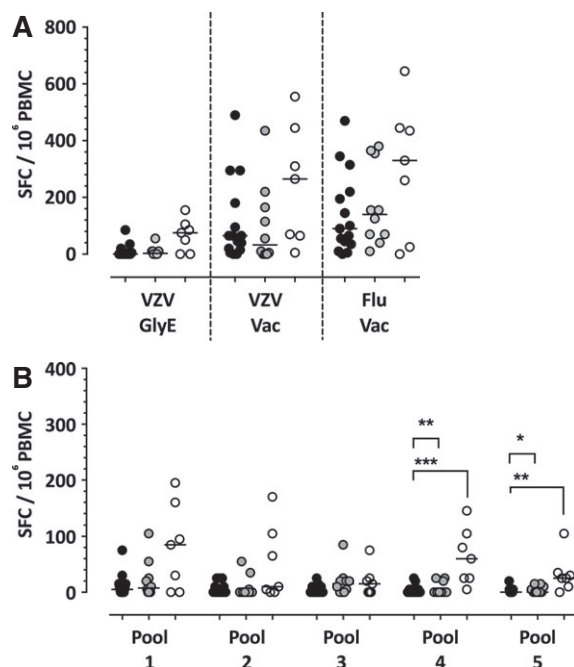 A
SFC / 10⁶ PBMC
800
600
400
200
0
VZV GlyE
VZV Vac
Flu Vac
B
SFC / 10⁶ PBMC
400
300
200
100
0
**
***
*
**
Pool 1
Pool 2
Pool 3
Pool 4
Pool 5